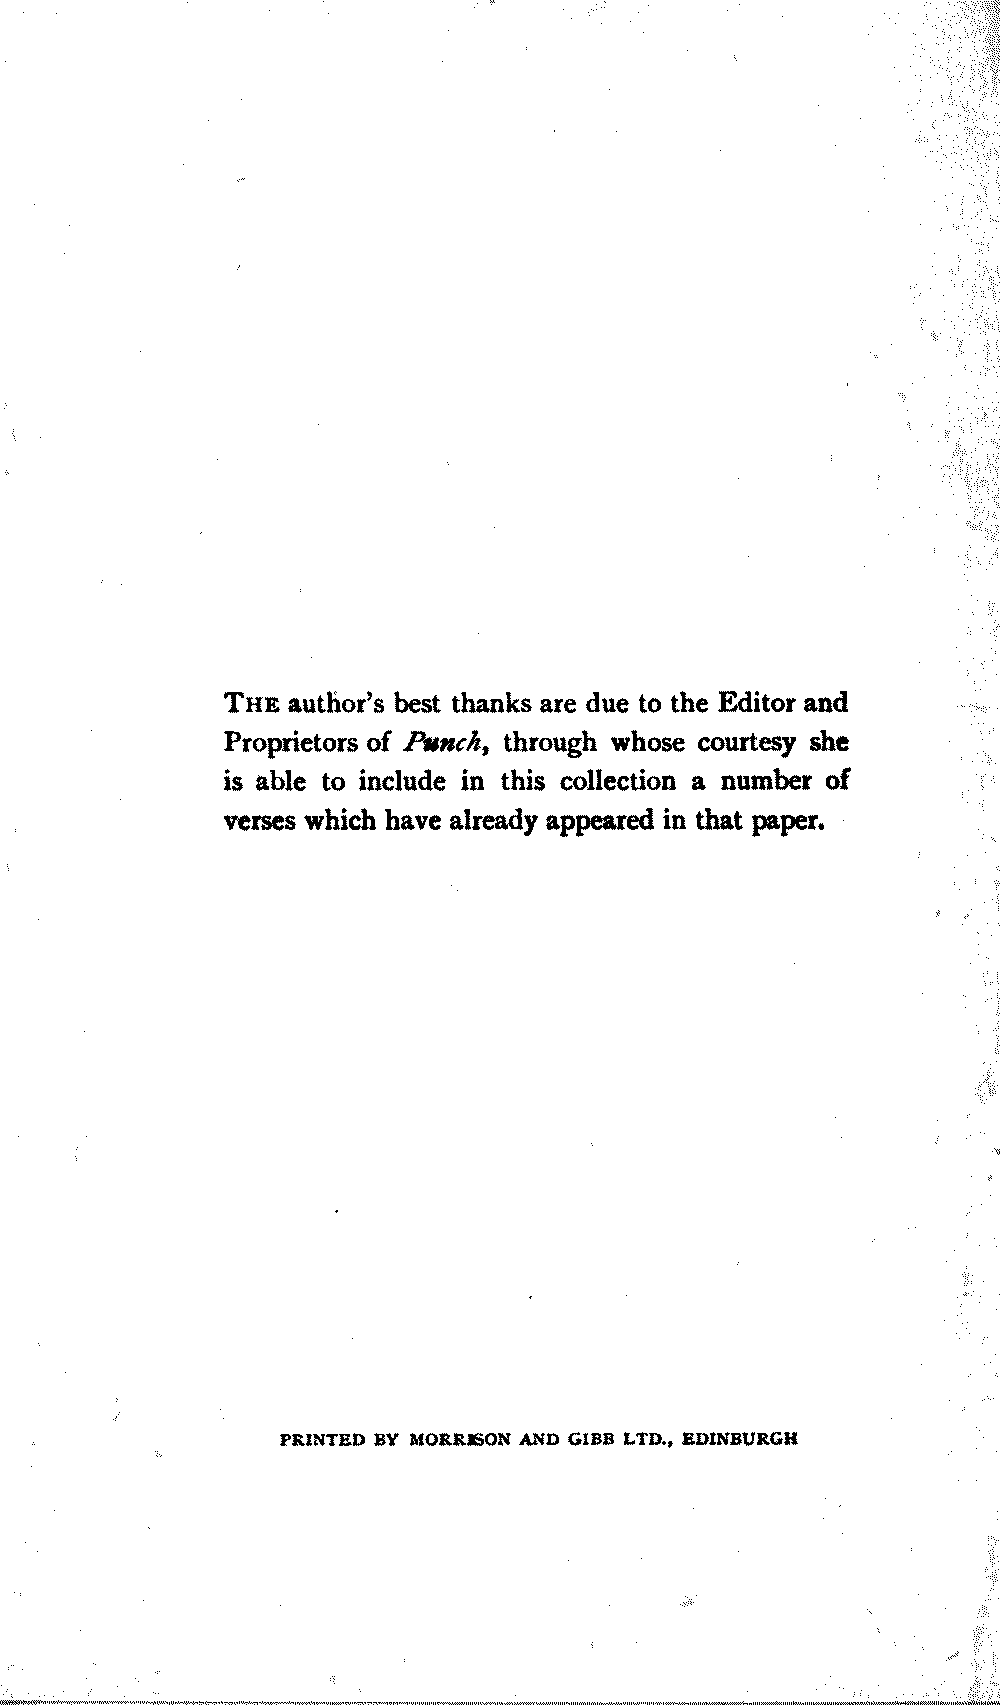 THE author's best thanks are due to the Editor and
Proprietors of Punch, through whose courtesy she
is able to include in this collection a number of
verses which have already appeared in that paper.
PRINTED BY MORRISON AND GIBB LTD., EDINBURGH